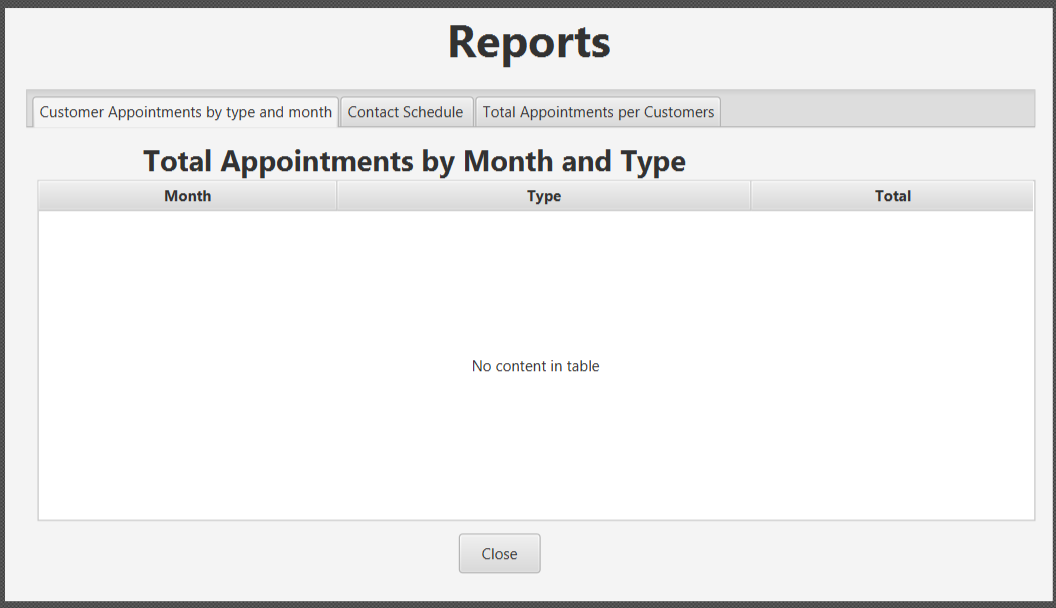 Reports
Customer Appointments by type and month Contact Schedule Total Appointments per Customers
Total Appointments by Month and Type
Month Type Total
No content in table
Close